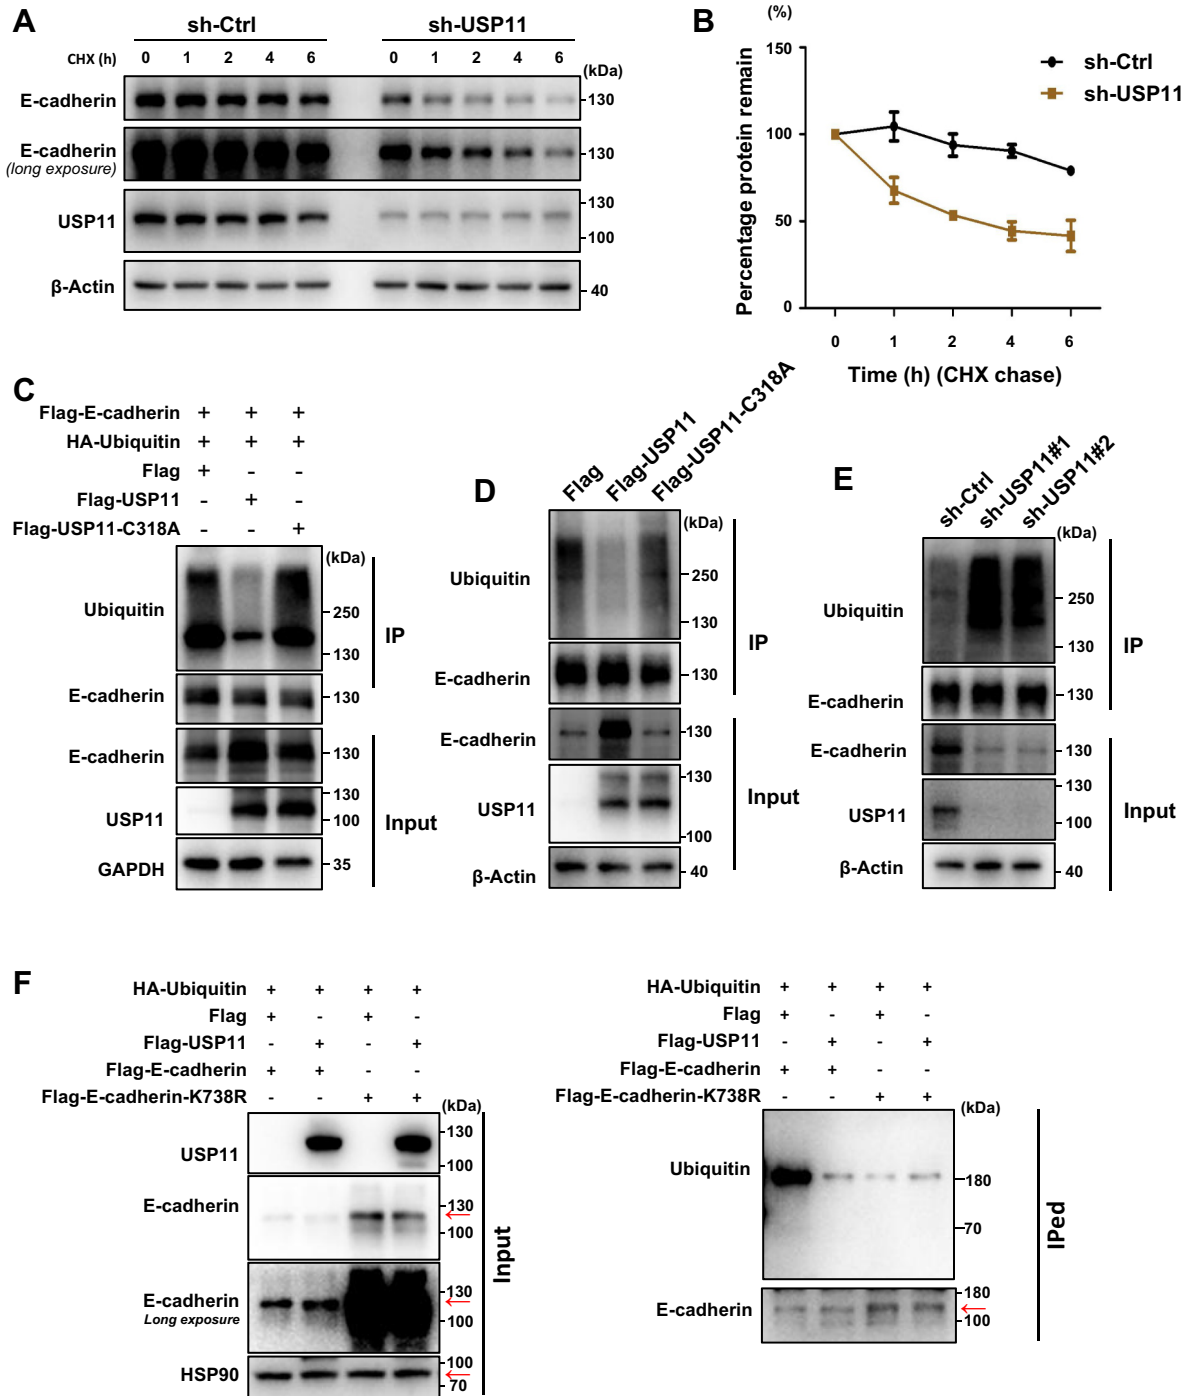 A
sh-Ctrl sh-USP11
CHX (h) 0 1 2 4 6 0 1 2 4 6 (kDa)
E-cadherin 130
E-cadherin 130
(long exposure)
USP11 130
100
β-Actin 40
B
(%)
150
100
50
0
Percentage protein remain
sh-Ctrl
sh-USP11
0 1 2 4 6
Time (h) (CHX chase)
C
Flag-E-cadherin + + +
HA-Ubiquitin + + +
Flag + - -
Flag-USP11 - + -
Flag-USP11-C318A - - +
(kDa)
Ubiquitin 250
130
E-cadherin 130
IP
E-cadherin 130
USP11 130
100
GAPDH 35
Input
D
Flag
Flag-USP11
Flag-USP11-C318A
(kDa)
Ubiquitin 250
130
E-cadherin 130
IP
E-cadherin 130
USP11 130
100
β-Actin 40
Input
E
sh-Ctrl
sh-USP11#1
sh-USP11#2
(kDa)
Ubiquitin 250
130
E-cadherin 130
IP
E-cadherin 130
USP11 130
100
β-Actin 40
Input
F
HA-Ubiquitin + + + +
Flag + - + -
Flag-USP11 - + - +
Flag-E-cadherin + + - -
Flag-E-cadherin-K738R - - + +
(kDa)
USP11 130
100
E-cadherin 130
100
E-cadherin 130
Long exposure 100
HSP90 100
70
Input
HA-Ubiquitin + + + +
Flag + - + -
Flag-USP11 - + - +
Flag-E-cadherin + + - -
Flag-E-cadherin-K738R - - + +
(kDa)
Ubiquitin 180
70
E-cadherin 180
100
IPed